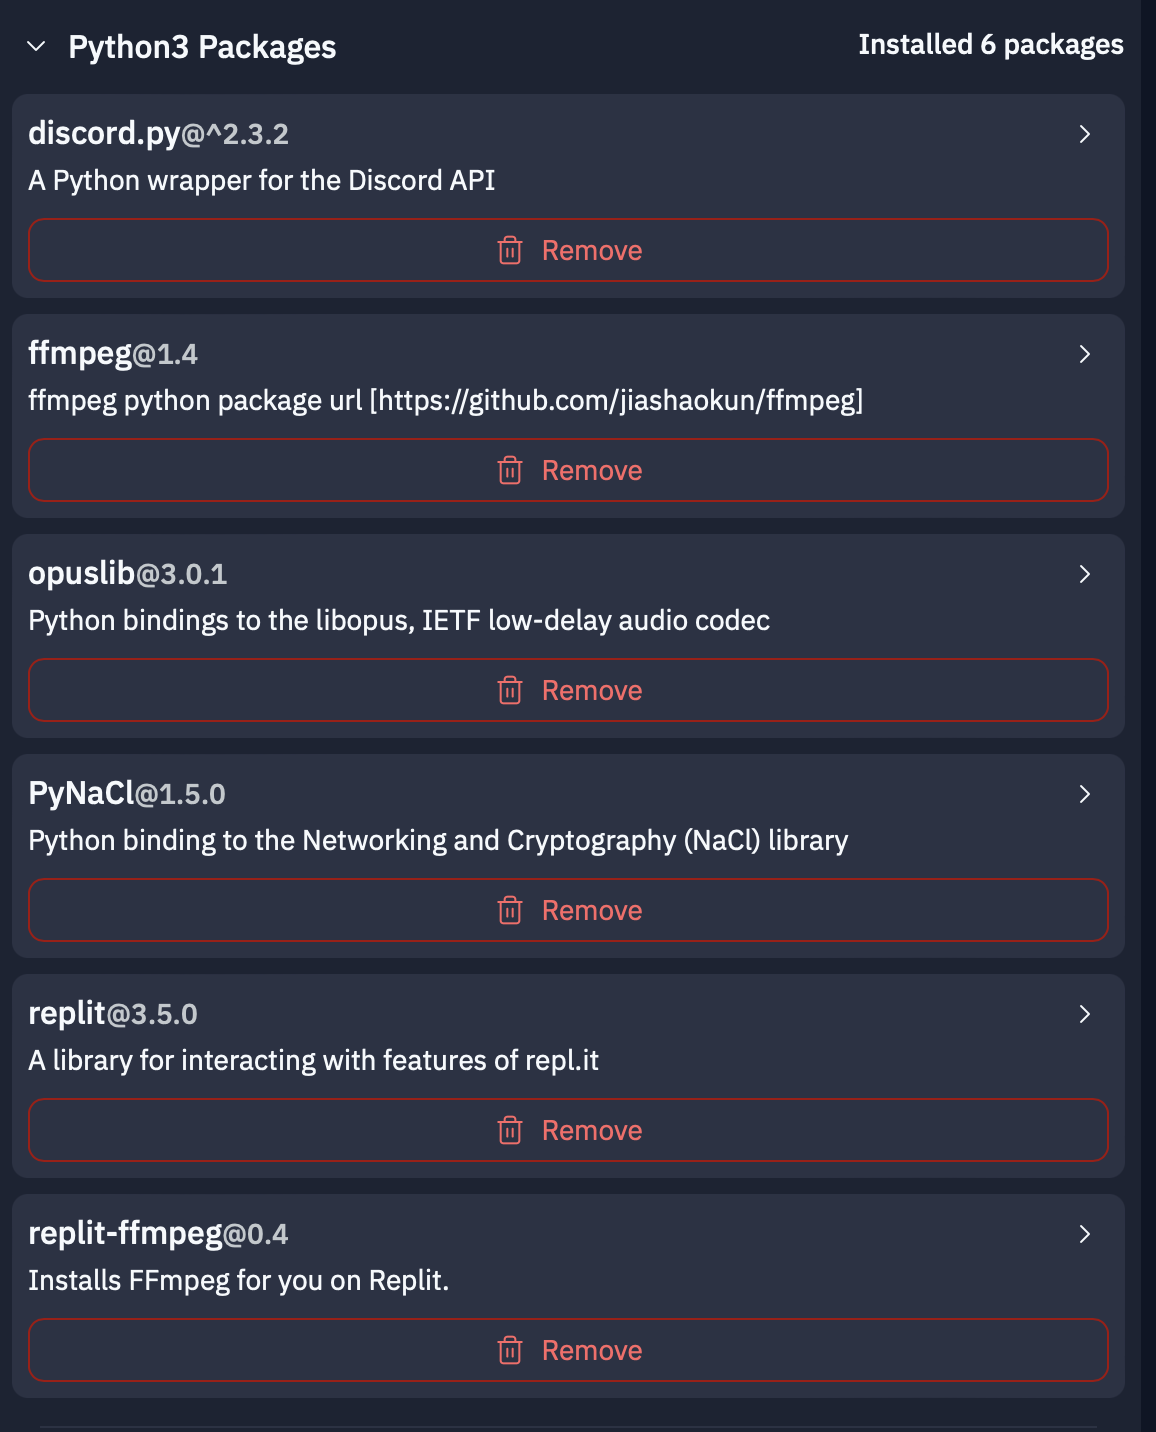 Python3 Packages
Installed 6 packages
discord.py@^2.3.2
A Python wrapper for the Discord API
Remove
ffmpeg@1.4
ffmpeg python package url [https://github.com/jiashaokun/ffmpeg]
Remove
opuslib@3.0.1
Python bindings to the libopus, IETF low-delay audio codec
Remove
PyNaCl@1.5.0
Python binding to the Networking and Cryptography (NaCl) library
Remove
replit@3.5.0
A library for interacting with features of repl.it
Remove
replit-ffmpeg@0.4
Installs FFmpeg for you on Replit.
Remove